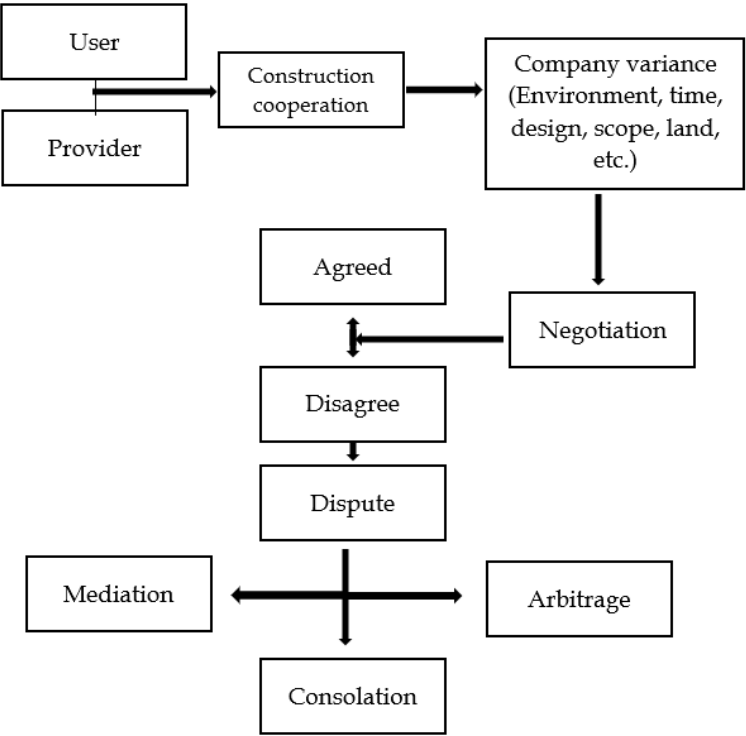 User
Provider
Construction
cooperation
Company variance
(Environment, time,
design, scope, land,
etc.)
Negotiation
Agreed
Disagree
Dispute
Mediation
Arbitrage
Consolation